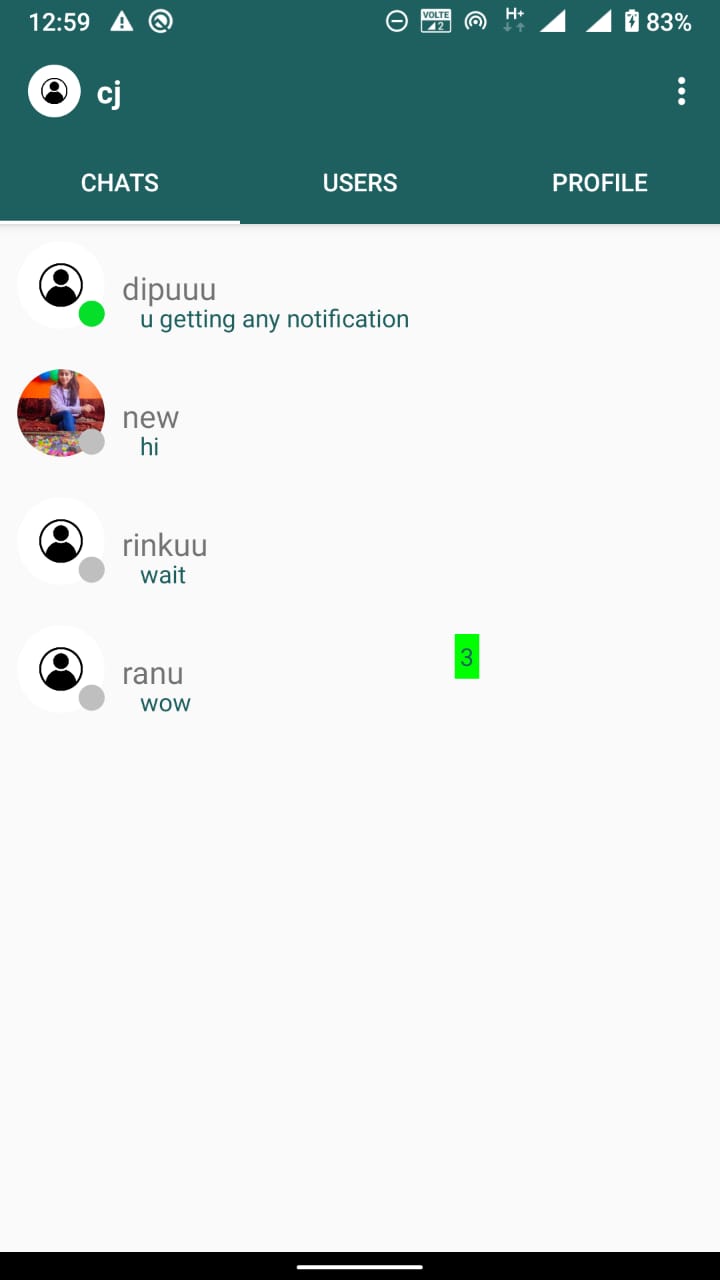 12:59 VOLTE 2 H+ 83%
cj
CHATS USERS PROFILE
dipuuu
u getting any notification
new
hi
rinkuu
wait
ranu 3
wow